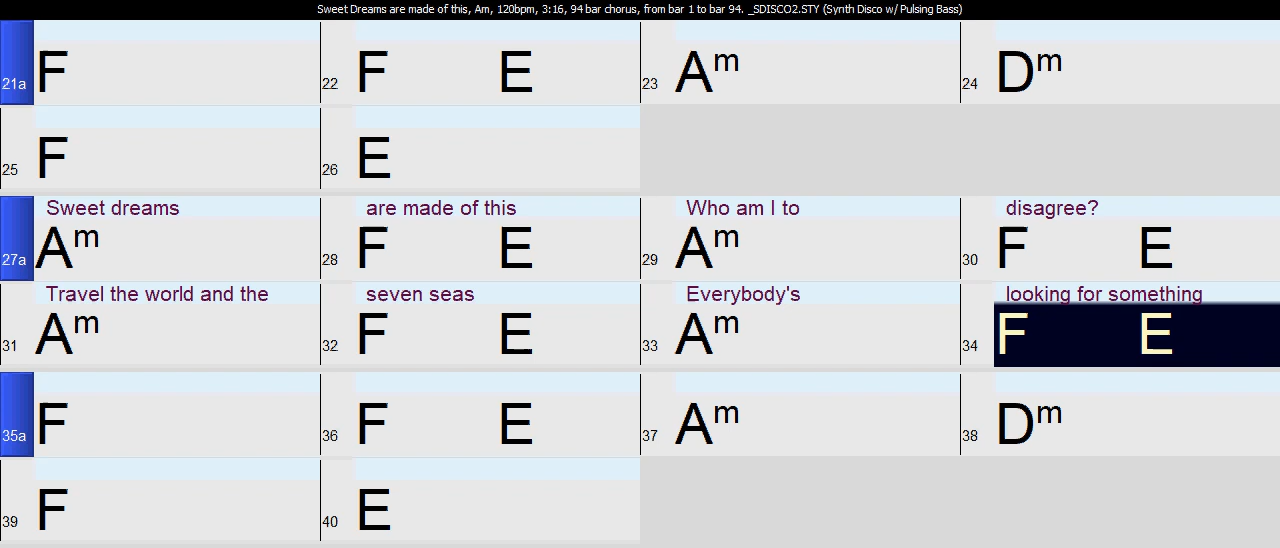 Sweet Dreams are made of this, Am, 120bpm, 3:16, 94 bar chorus, from bar 1 to bar 94. _SDISCO2.STY (Synth Disco w/ Pulsing Bass)
21a F 22 F E 23 Am 24 Dm
25 F 26 E
Sweet dreams are made of this Who am I to disagree?
27a Am 28 F E 29 Am 30 F E
Travel the world and the seven seas Everybody's looking for something
31 Am 32 F E 33 Am 34 F E
35a F 36 F E 37 Am 38 Dm
39 F 40 E